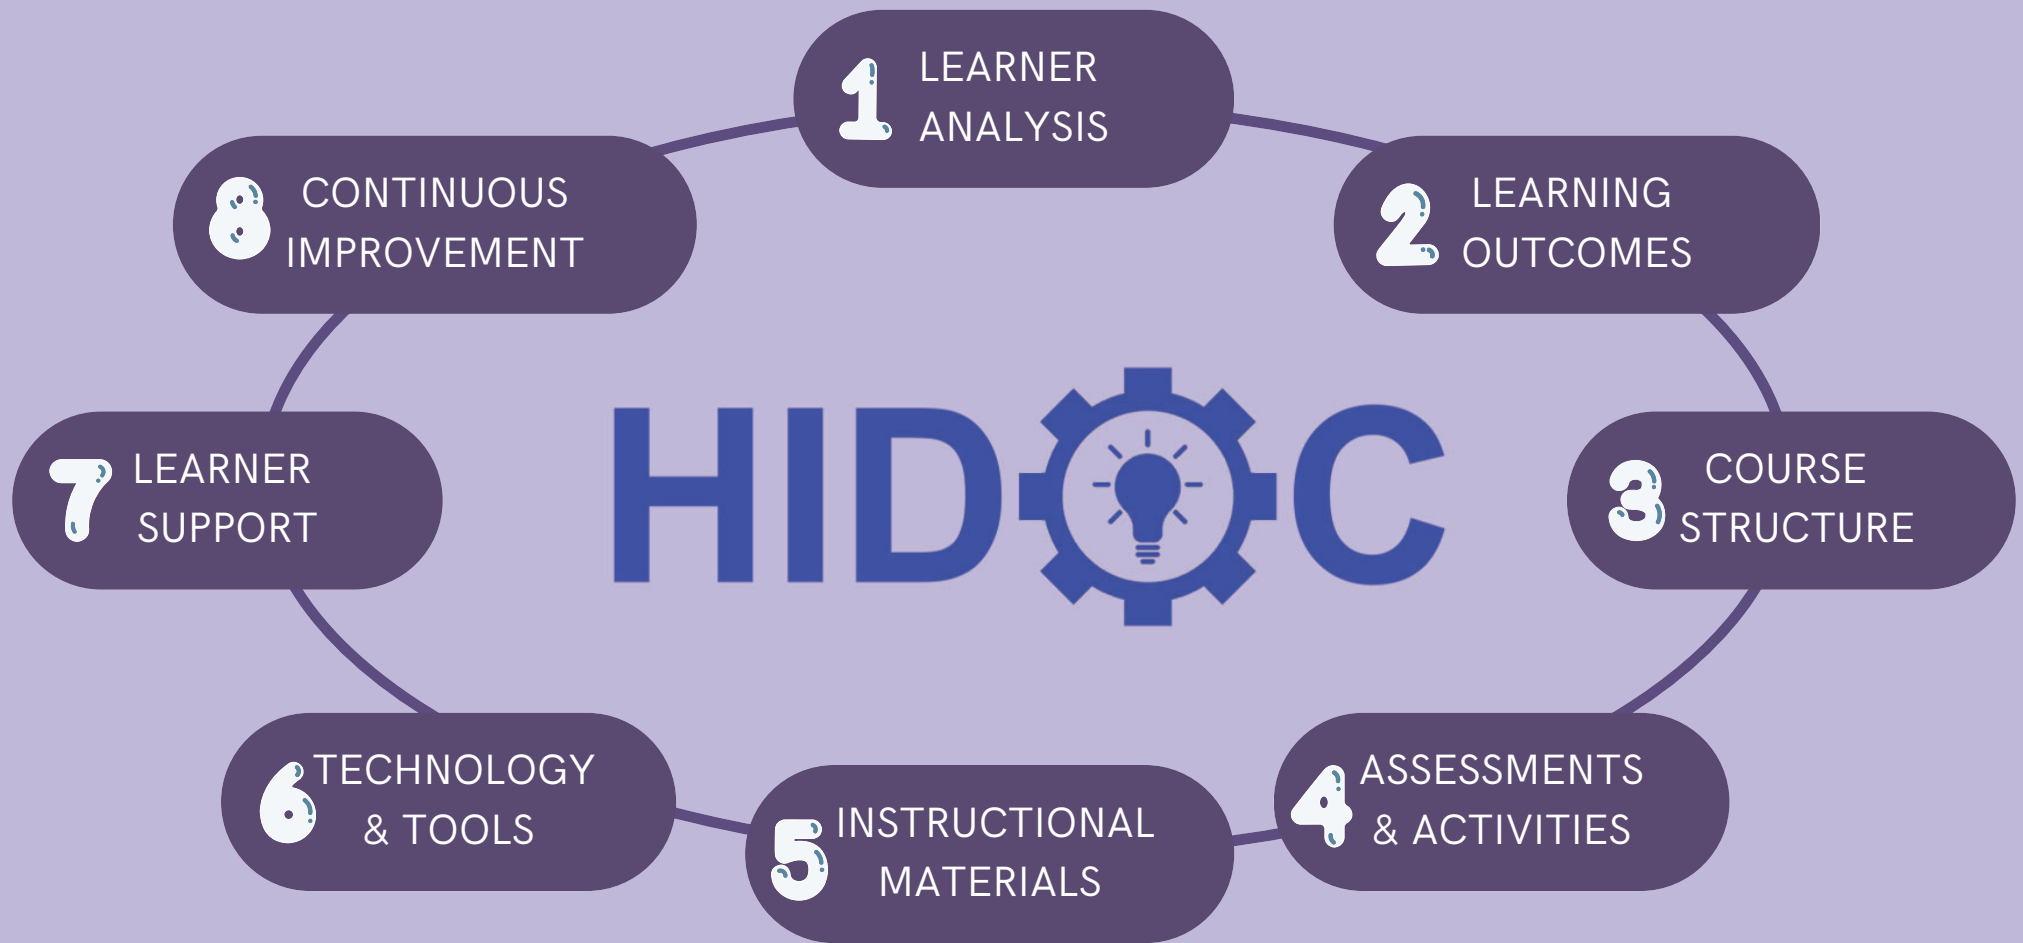 1 LEARNER
ANALYSIS
2 LEARNING
OUTCOMES
3 COURSE
STRUCTURE
4 ASSESSMENTS
& ACTIVITIES
5 INSTRUCTIONAL
MATERIALS
6 TECHNOLOGY
& TOOLS
7 LEARNER
SUPPORT
8 CONTINUOUS
IMPROVEMENT
HIDOC